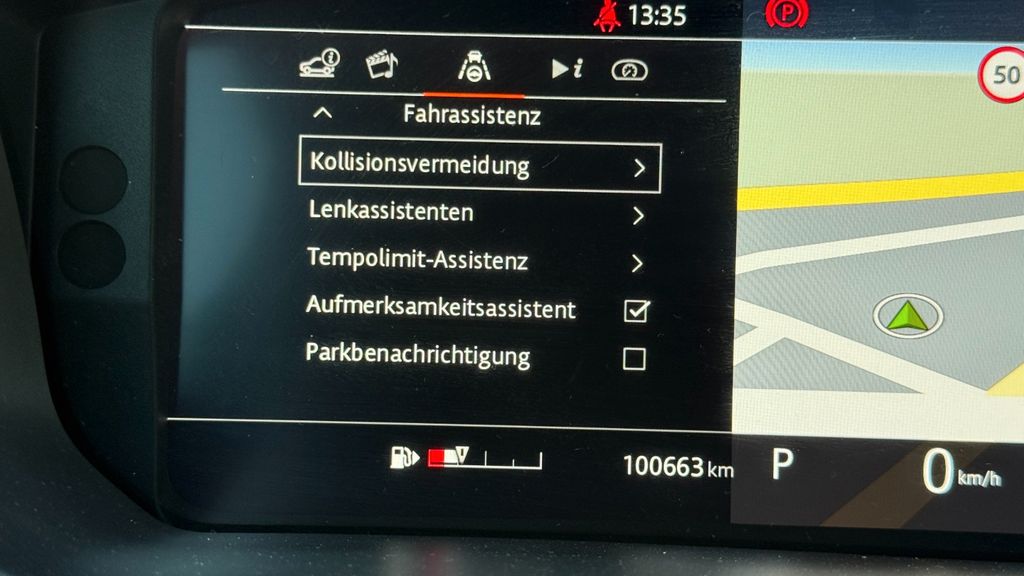 13:35
P
50
i
Fahrassistenz
Kollisionsvermeidung
Lenkassistenten
Tempolimit-Assistenz
Aufmerksamkeitsassistent
Parkbenachrichtigung
100663 km
P
0 km/h